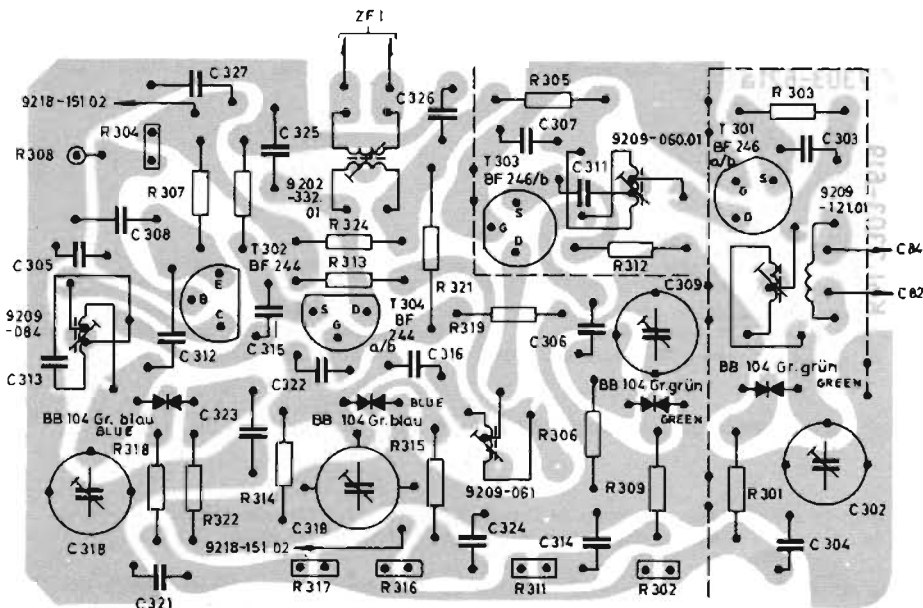 ZF I
C 327
9218-151 02
R 304
R 308
R 307
C 325
C 326
9202
-332.
01
C 308
C 305
T 302
BF 244
R 324
R 313
R 321
R 305
C 307
9209-060.01
T 303
BF 246/b
C 311
R 312
T 301
BF 246
a/b
R 303
C 303
9209
-121.01
C 84
C 82
G
S
D
S
G
D
E
B
C
S
D
G
T 304
BF
244
a/b
9209
-084
C 313
C 312
C 315
C 322
C 316
R 319
C 306
C 309
BB 104 Gr.grün
GREEN
BB 104 Gr.grün
GREEN
BB 104 Gr. blau
BLUE
C 323
BB 104 Gr.blau
BLUE
R 318
R 322
R 314
R 315
9209-061
R 306
R 309
R 301
C 302
C 318
C 318
9218-151 02
C 324
C 314
C 304
C 321
R 317
R 316
R 311
R 302